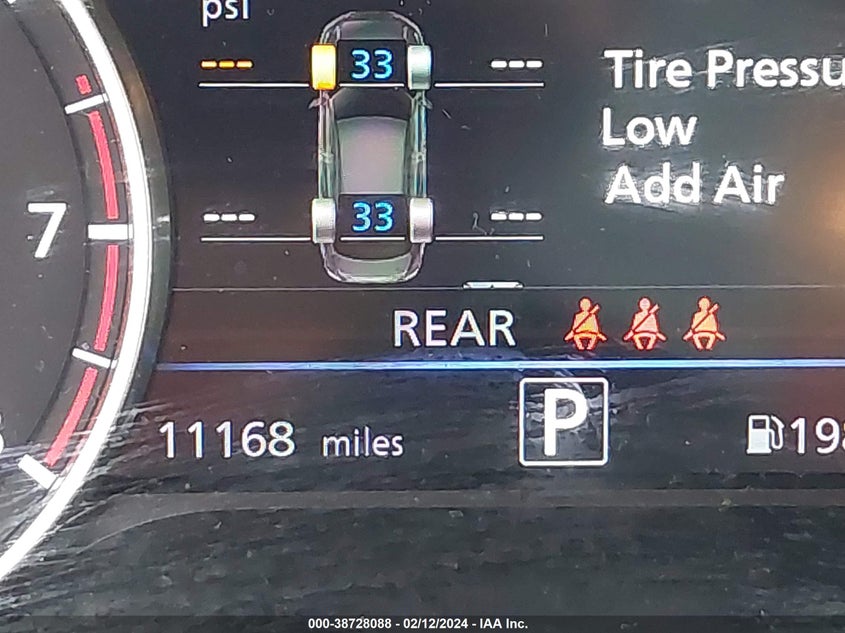 psi
--- 33 ---
Tire Pressu
Low
Add Air
--- 33 ---
7
REAR
P
11168 miles
198
000-38728088 - 02/12/2024 - IAA Inc.